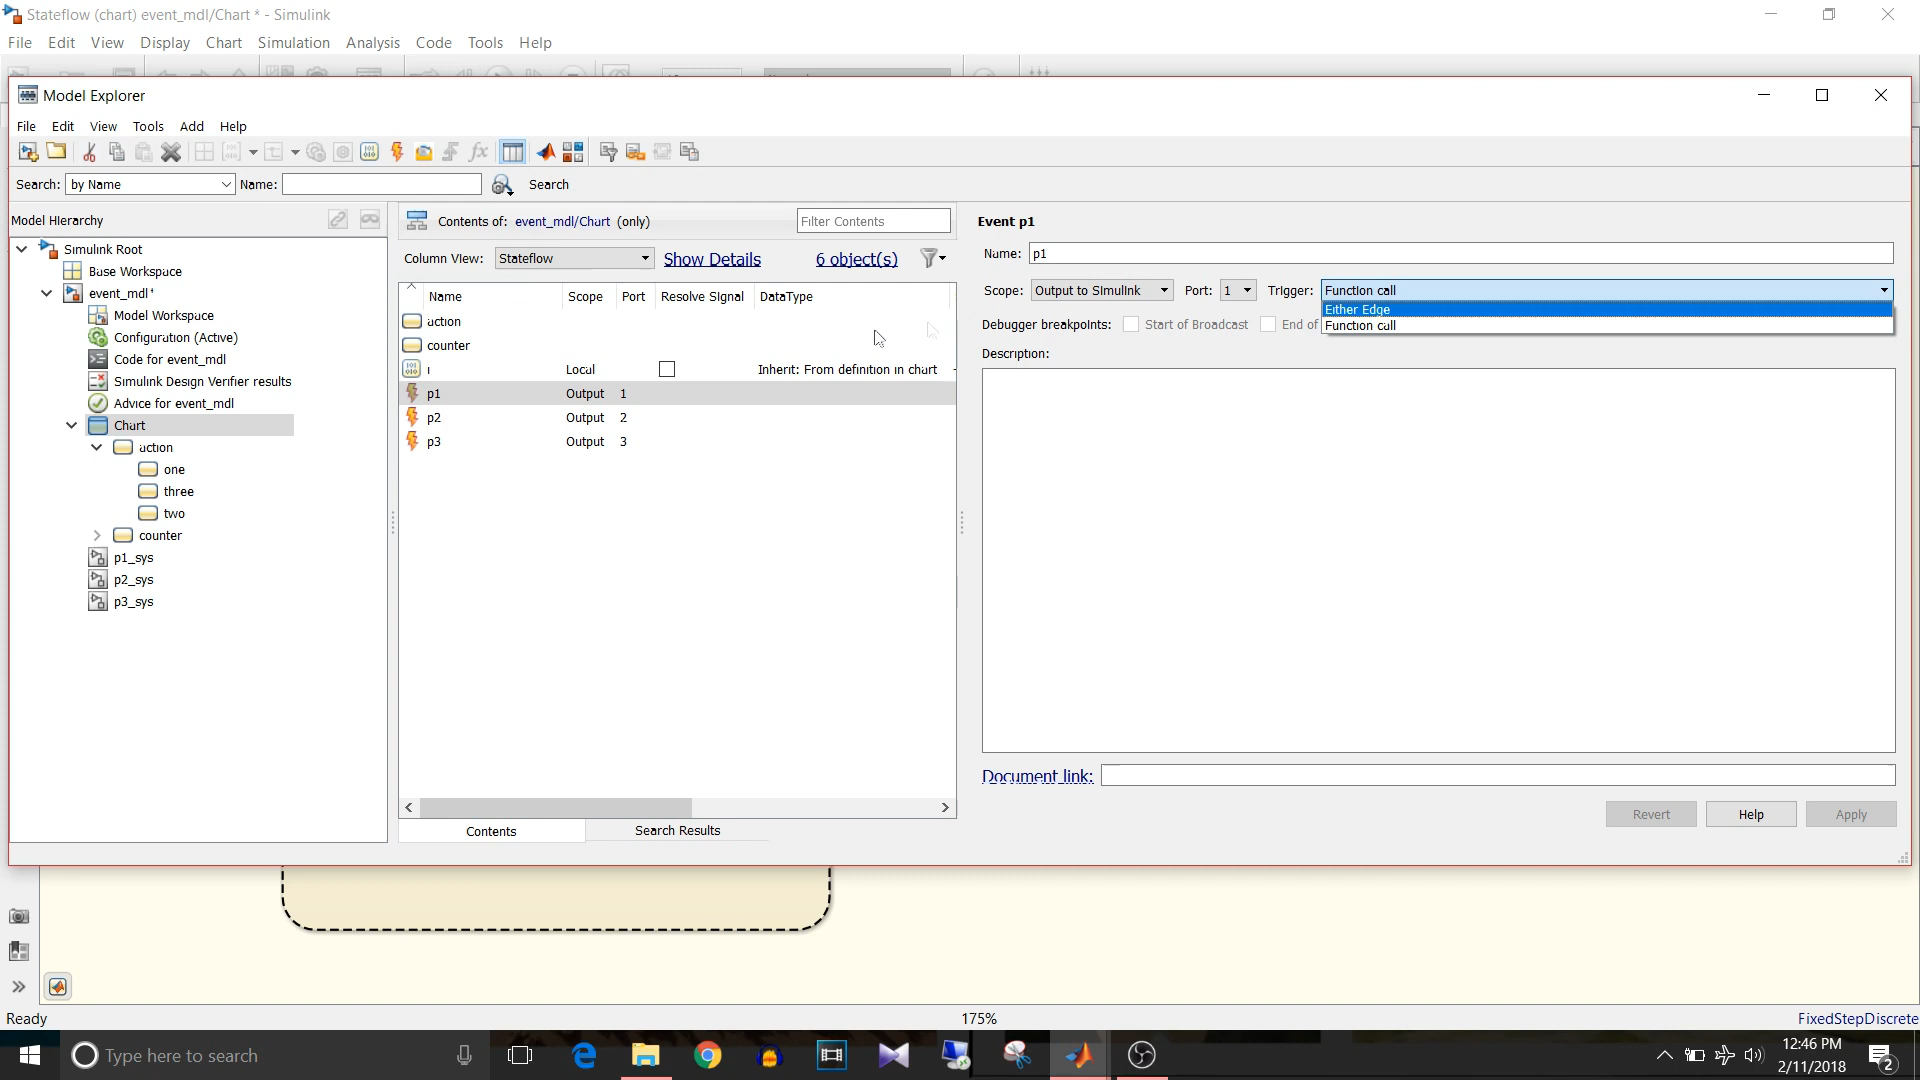 Stateflow (chart) event_mdl/Chart * - Simulink
File Edit View Display Chart Simulation Analysis Code Tools Help
Model Explorer
File Edit View Tools Add Help
Search: by Name Name: Search
Model Hierarchy
Simulink Root
Base Workspace
event_mdl*
Model Workspace
Configuration (Active)
Code for event_mdl
Simulink Design Verifier results
Advice for event_mdl
Chart
action
one
three
two
counter
p1_sys
p2_sys
p3_sys
Contents of: event_mdl/Chart (only) Filter Contents
Column View: Stateflow Show Details 6 object(s)
Name Scope Port Resolve Signal DataType
action
counter
i Local Inherit: From definition in chart
p1 Output 1
p2 Output 2
p3 Output 3
Contents Search Results
Event p1
Name: p1
Scope: Output to Simulink Port: 1 Trigger: Function call
Either Edge
Function call
Debugger breakpoints: Start of Broadcast End of
Description:
Document link:
Revert Help Apply
Ready 175% FixedStepDiscrete
Type here to search
12:46 PM
2/11/2018
2